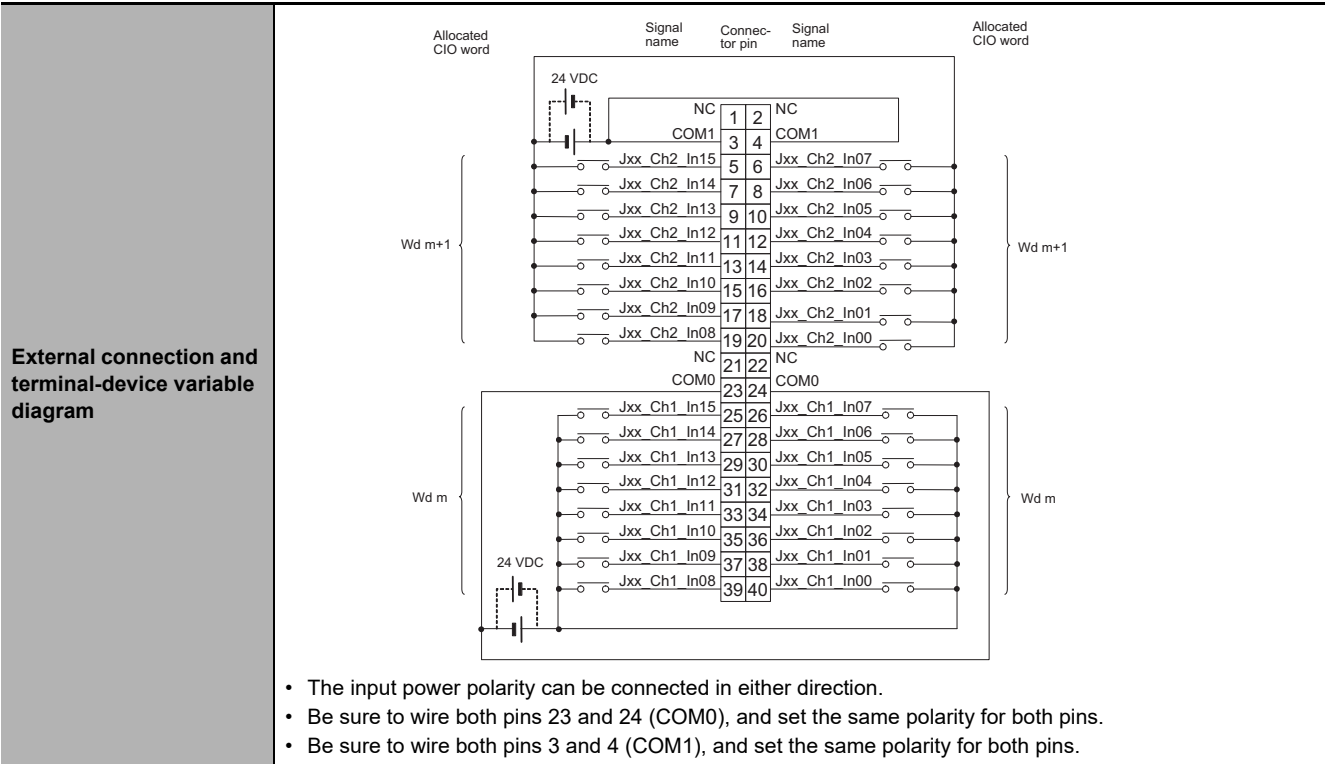 Allocated
CIO word
Signal
name
Connec-
tor pin
Signal
name
Allocated
CIO word
24 VDC
NC 1 2 NC
COM1 3 4 COM1
Jxx_Ch2_In15 5 6 Jxx_Ch2_In07
Jxx_Ch2_In14 7 8 Jxx_Ch2_In06
Jxx_Ch2_In13 9 10 Jxx_Ch2_In05
Wd m+1 Jxx_Ch2_In12 11 12 Jxx_Ch2_In04 Wd m+1
Jxx_Ch2_In11 13 14 Jxx_Ch2_In03
Jxx_Ch2_In10 15 16 Jxx_Ch2_In02
Jxx_Ch2_In09 17 18 Jxx_Ch2_In01
Jxx_Ch2_In08 19 20 Jxx_Ch2_In00
NC 21 22 NC
COM0 23 24 COM0
Jxx_Ch1_In15 25 26 Jxx_Ch1_In07
Jxx_Ch1_In14 27 28 Jxx_Ch1_In06
Jxx_Ch1_In13 29 30 Jxx_Ch1_In05
Wd m Jxx_Ch1_In12 31 32 Jxx_Ch1_In04 Wd m
Jxx_Ch1_In11 33 34 Jxx_Ch1_In03
Jxx_Ch1_In10 35 36 Jxx_Ch1_In02
24 VDC Jxx_Ch1_In09 37 38 Jxx_Ch1_In01
Jxx_Ch1_In08 39 40 Jxx_Ch1_In00
External connection and
terminal-device variable
diagram
• The input power polarity can be connected in either direction.
• Be sure to wire both pins 23 and 24 (COM0), and set the same polarity for both pins.
• Be sure to wire both pins 3 and 4 (COM1), and set the same polarity for both pins.